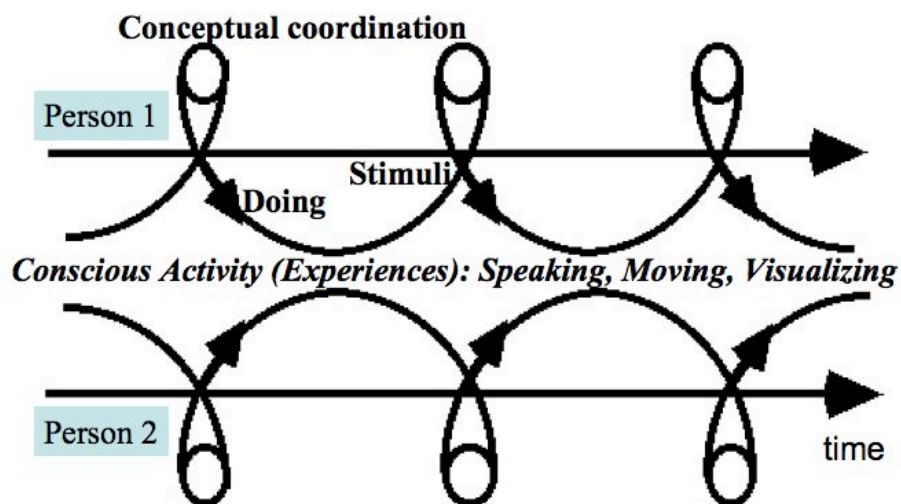 Conceptual coordination
Person 1
Stimuli
Doing
Conscious Activity (Experiences): Speaking, Moving, Visualizing
Person 2
time